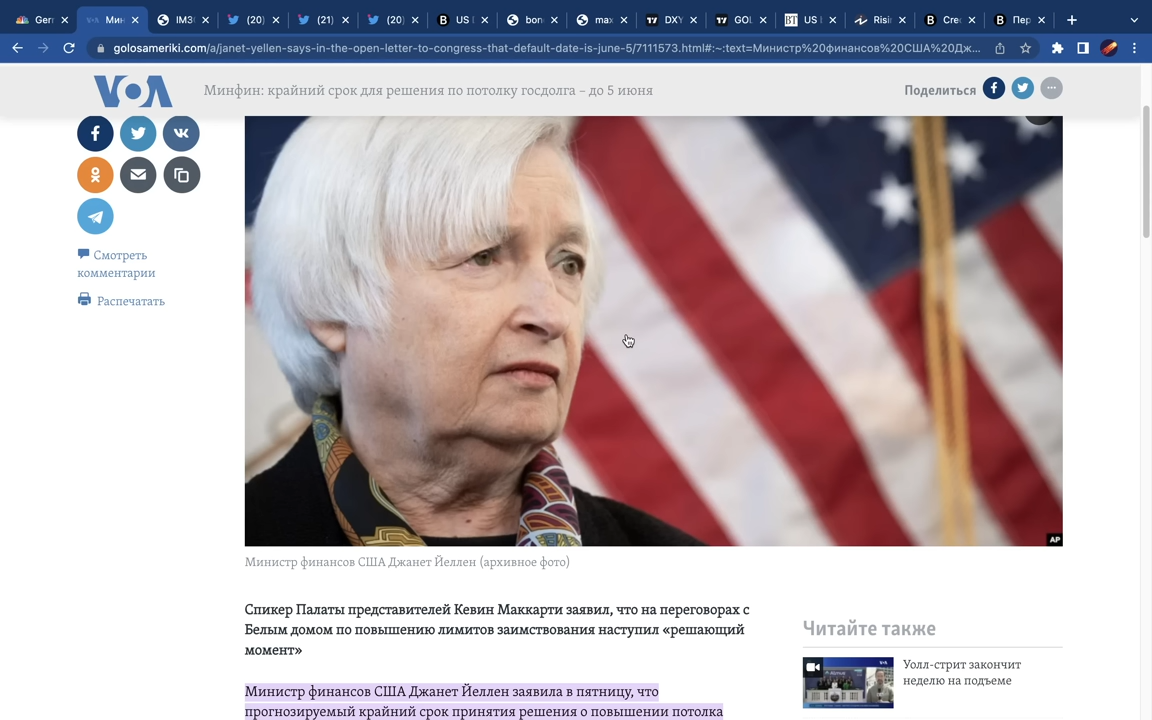 Gerr
Мин
IM3(
(20)
(21)
(20)
US I
bon
max
DXY
GOL
US I
Risi
Cre
Пер
golosameriki.com/a/janet-yellen-says-in-the-open-letter-to-congress-that-default-date-is-june-5/7111573.html#:~:text=Министр%20финансов%20США%20Дж...
VOA
Минфин: крайний срок для решения по потолку госдолга – до 5 июня
Поделиться
Смотреть
комментарии
Распечатать
AP
Министр финансов США Джанет Йеллен (архивное фото)
Спикер Палаты представителей Кевин Маккарти заявил, что на переговорах с
Белым домом по повышению лимитов заимствования наступил «решающий
момент»
Министр финансов США Джанет Йеллен заявила в пятницу, что
прогнозируемый крайний срок принятия решения о повышении потолка
Читайте также
Уолл-стрит закончит
неделю на подъеме